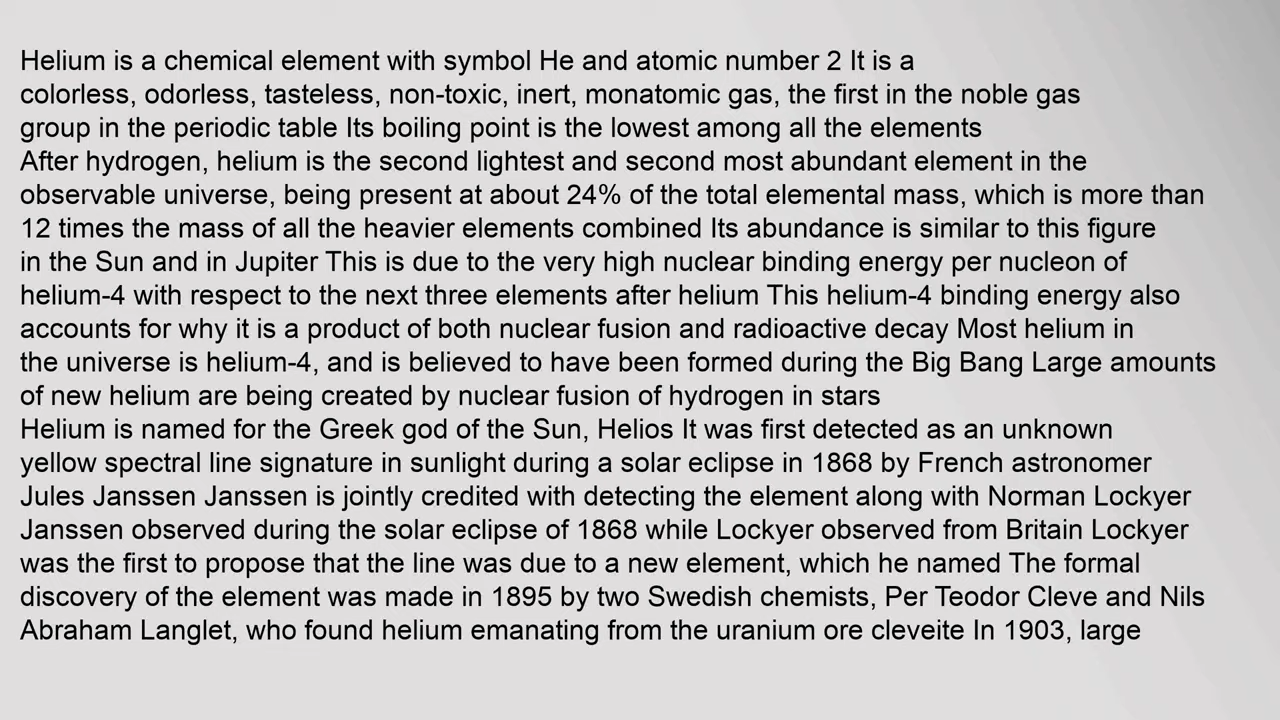 Helium is a chemical element with symbol He and atomic number 2 It is a
colorless, odorless, tasteless, non-toxic, inert, monatomic gas, the first in the noble gas
group in the periodic table Its boiling point is the lowest among all the elements
After hydrogen, helium is the second lightest and second most abundant element in the
observable universe, being present at about 24% of the total elemental mass, which is more than
12 times the mass of all the heavier elements combined Its abundance is similar to this figure
in the Sun and in Jupiter This is due to the very high nuclear binding energy per nucleon of
helium-4 with respect to the next three elements after helium This helium-4 binding energy also
accounts for why it is a product of both nuclear fusion and radioactive decay Most helium in
the universe is helium-4, and is believed to have been formed during the Big Bang Large amounts
of new helium are being created by nuclear fusion of hydrogen in stars
Helium is named for the Greek god of the Sun, Helios It was first detected as an unknown
yellow spectral line signature in sunlight during a solar eclipse in 1868 by French astronomer
Jules Janssen Janssen is jointly credited with detecting the element along with Norman Lockyer
Janssen observed during the solar eclipse of 1868 while Lockyer observed from Britain Lockyer
was the first to propose that the line was due to a new element, which he named The formal
discovery of the element was made in 1895 by two Swedish chemists, Per Teodor Cleve and Nils
Abraham Langlet, who found helium emanating from the uranium ore cleveite In 1903, large